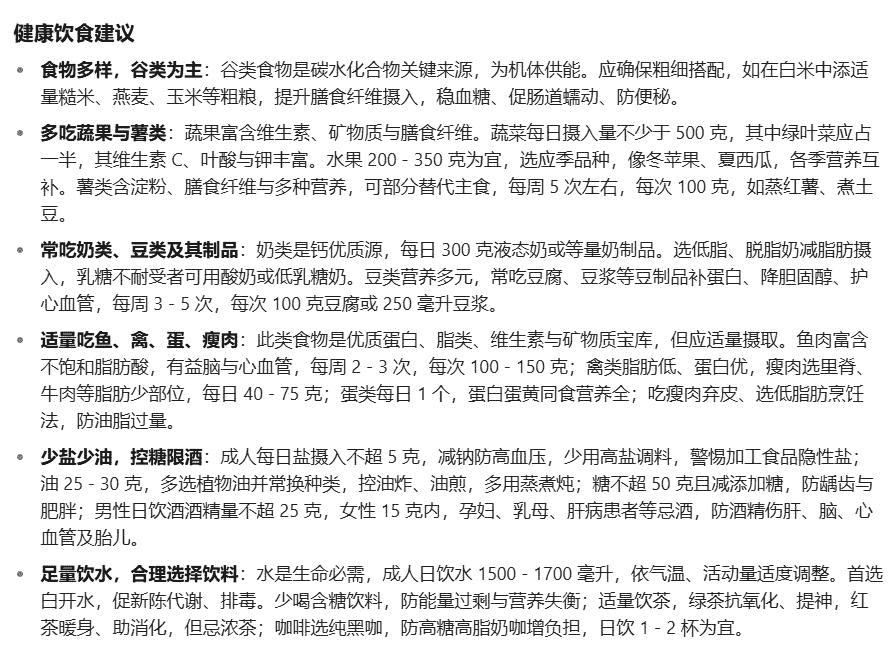 健康饮食建议
• 食物多样，谷类为主：谷类食物是碳水化合物关键来源，为机体供能。应确保粗细搭配，如在白米中添适
量糙米、燕麦、玉米等粗粮，提升膳食纤维摄入，稳血糖、促肠道蠕动、防便秘。
• 多吃蔬果与薯类：蔬果富含维生素、矿物质与膳食纤维。蔬菜每日摄入量不少于 500 克，其中绿叶菜应占
一半，其维生素 C、叶酸与钾丰富。水果 200 - 350 克为宜，选应季品种，像冬苹果、夏西瓜，各季营养互
补。薯类含淀粉、膳食纤维与多种营养，可部分替代主食，每周 5 次左右，每次 100 克，如蒸红薯、煮土
豆。
• 常吃奶类、豆类及其制品：奶类是钙优质源，每日 300 克液态奶或等量奶制品。选低脂、脱脂奶减脂肪摄
入，乳糖不耐受者可用酸奶或低乳糖奶。豆类营养多元，常吃豆腐、豆浆等豆制品补蛋白、降胆固醇、护
心血管，每周 3 - 5 次，每次 100 克豆腐或 250 毫升豆浆。
• 适量吃鱼、禽、蛋、瘦肉：此类食物是优质蛋白、脂类、维生素与矿物质宝库，但应适量摄取。鱼肉富含
不饱和脂肪酸，有益脑与心血管，每周 2 - 3 次，每次 100 - 150 克；禽类脂肪低、蛋白优，瘦肉选里脊、
牛肉等脂肪少部位，每日 40 - 75 克；蛋类每日 1 个，蛋白蛋黄同食营养全；吃瘦肉弃皮、选低脂肪烹饪
法，防油脂过量。
• 少盐少油，控糖限酒：成人每日盐摄入不超 5 克，减钠防高血压，少用高盐调料，警惕加工食品隐性盐；
油 25 - 30 克，多选植物油并常换种类，控油炸、油煎，多用蒸煮炖；糖不超 50 克且减添加糖，防龋齿与
肥胖；男性日饮酒酒精量不超 25 克，女性 15 克内，孕妇、乳母、肝病患者等忌酒，防酒精伤肝、脑、心
血管及胎儿。
• 足量饮水，合理选择饮料：水是生命必需，成人日饮水 1500 - 1700 毫升，依气温、活动量适度调整。首选
白开水，促新陈代谢、排毒。少喝含糖饮料，防能量过剩与营养失衡；适量饮茶，绿茶抗氧化、提神，红
茶暖身、助消化，但忌浓茶；咖啡选纯黑咖，防高糖高脂奶咖增负担，日饮 1 - 2 杯为宜。